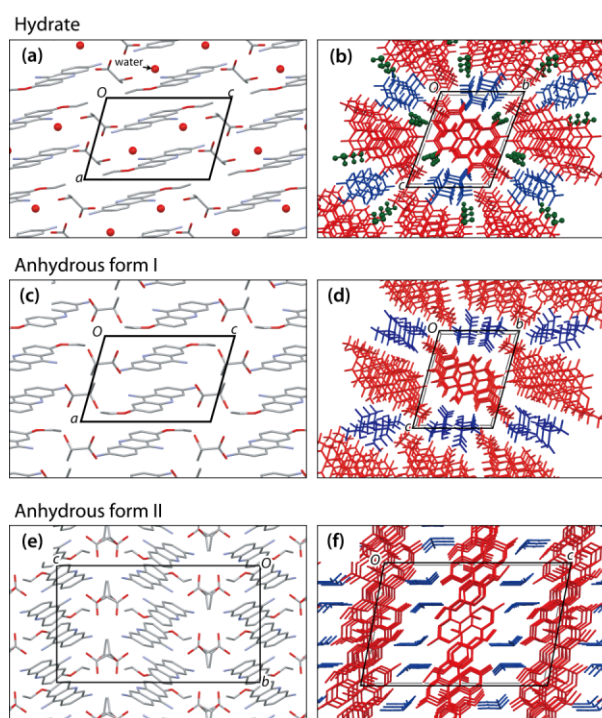 Hydrate
(a)
water
O
c
a
(b)
O
b
c
Anhydrous form I
(c)
O
c
a
(d)
O
b
c
Anhydrous form II
(e)
c
O
b
(f)
O
c